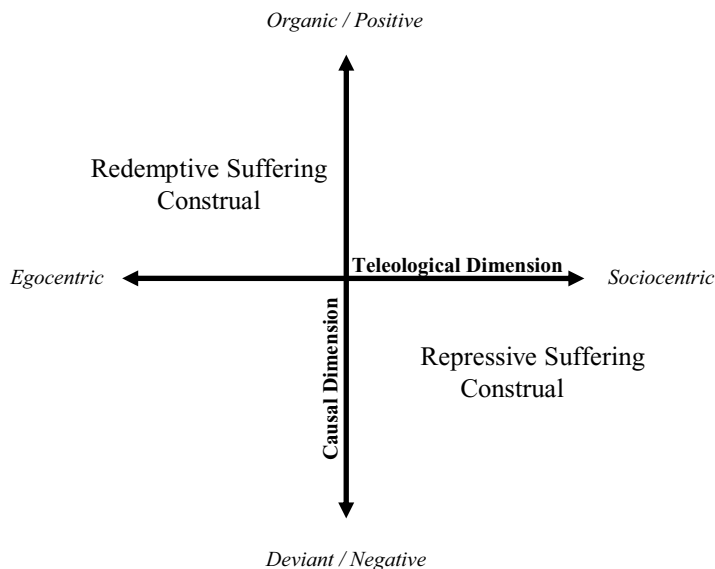 Organic / Positive
Redemptive Suffering
Construal
Teleological Dimension
Egocentric
Sociocentric
Causal Dimension
Repressive Suffering
Construal
Deviant / Negative